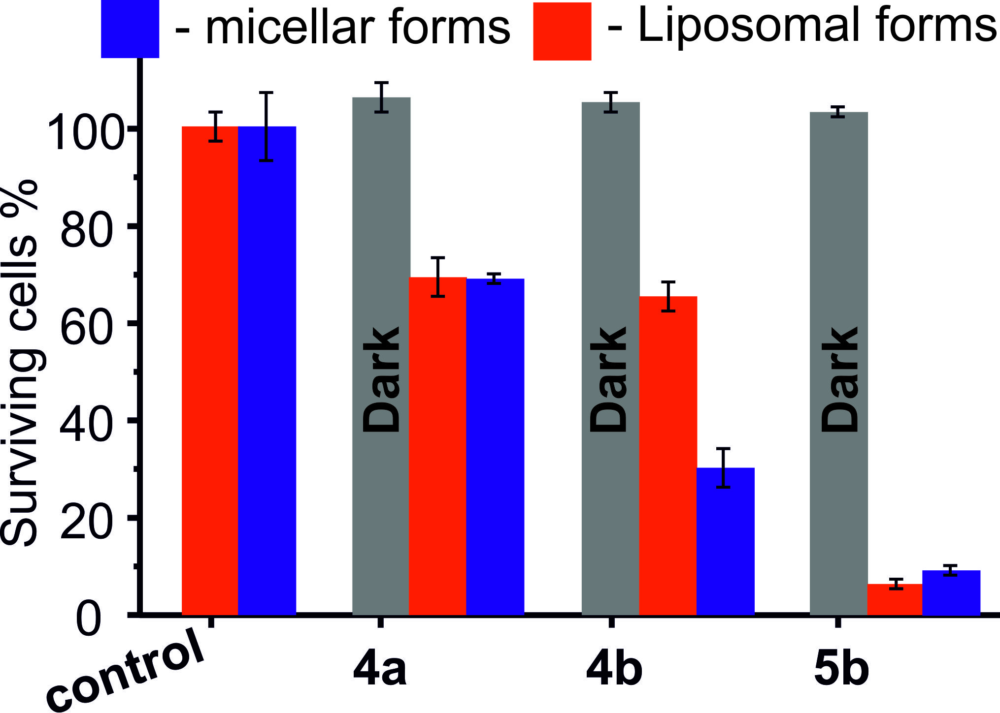 - micellar forms
- Liposomal forms
Surviving cells %
100
80
60
40
20
0
Dark
Dark
Dark
control
4a
4b
5b